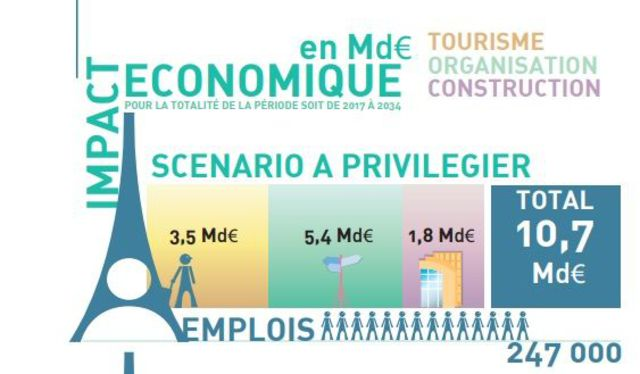 IMPACT
ECONOMIQUE
en Md€
TOURISME
ORGANISATION
CONSTRUCTION
POUR LA TOTALITÉ DE LA PÉRIODE SOIT DE 2017 À 2034
SCENARIO A PRIVILEGIER
3,5 Md€
5,4 Md€
1,8 Md€
TOTAL
10,7
Md€
EMPLOIS
247 000